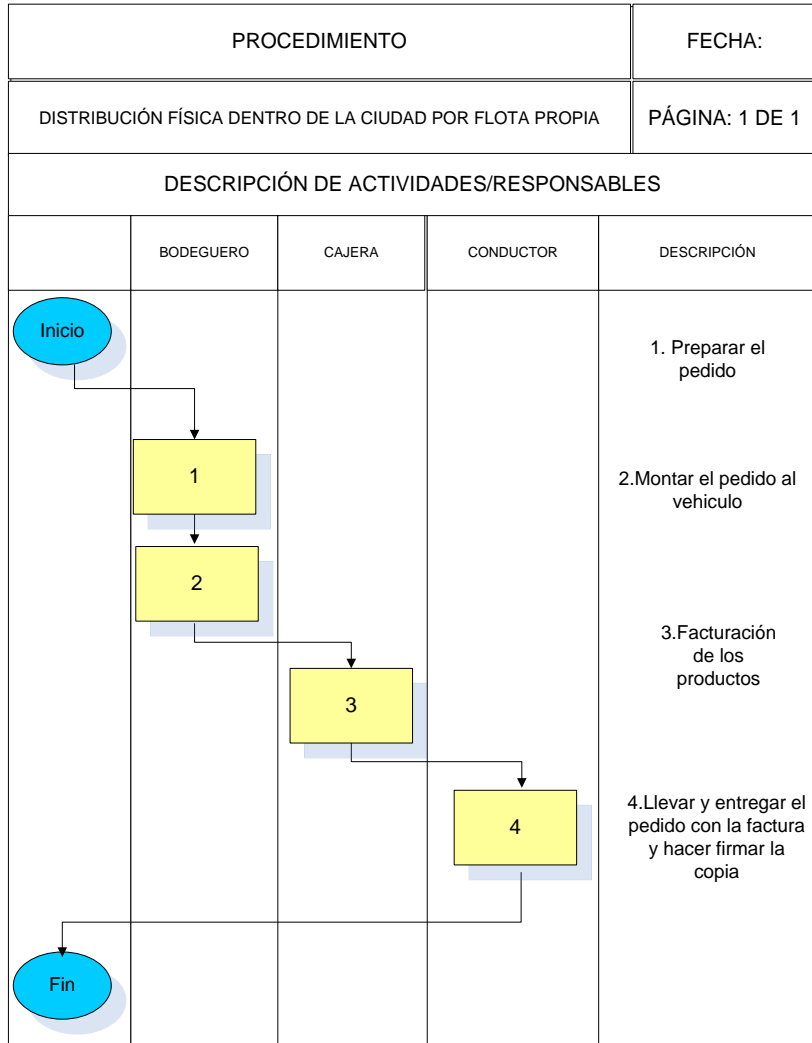 PROCEDIMIENTO
FECHA:
DISTRIBUCIÓN FÍSICA DENTRO DE LA CIUDAD POR FLOTA PROPIA
PÁGINA: 1 DE 1
DESCRIPCIÓN DE ACTIVIDADES/RESPONSABLES
BODEGUERO
CAJERA
CONDUCTOR
DESCRIPCIÓN
Inicio
1. Preparar el
pedido
1
2.Montar el pedido al
vehiculo
2
3.Facturación
de los
productos
3
4.Llevar y entregar el
pedido con la factura
y hacer firmar la
copia
4
Fin